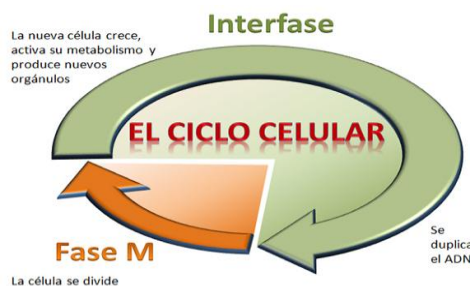 Interfase
La nueva célula crece,
activa su metabolismo y
produce nuevos
orgánulos
EL CICLO CELULAR
Fase M
Se
duplica
el ADN
La célula se divide